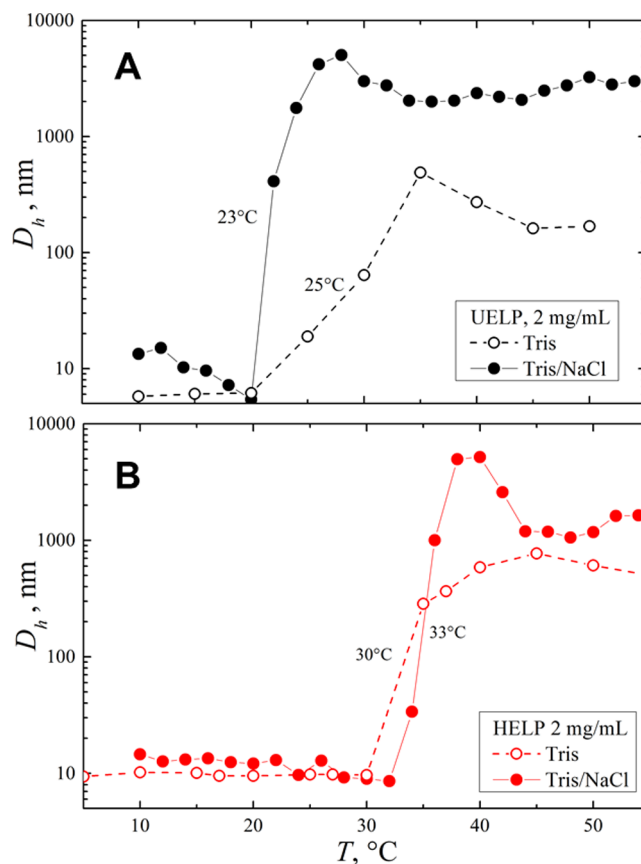 10000
A
1000
D_h, nm
23°C
100
25°C
UELP, 2 mg/mL
Tris
10
Tris/NaCl
10000
B
1000
D_h, nm
30°C
33°C
100
HELP 2 mg/mL
Tris
10
Tris/NaCl
10 20 30 40 50
T, °C